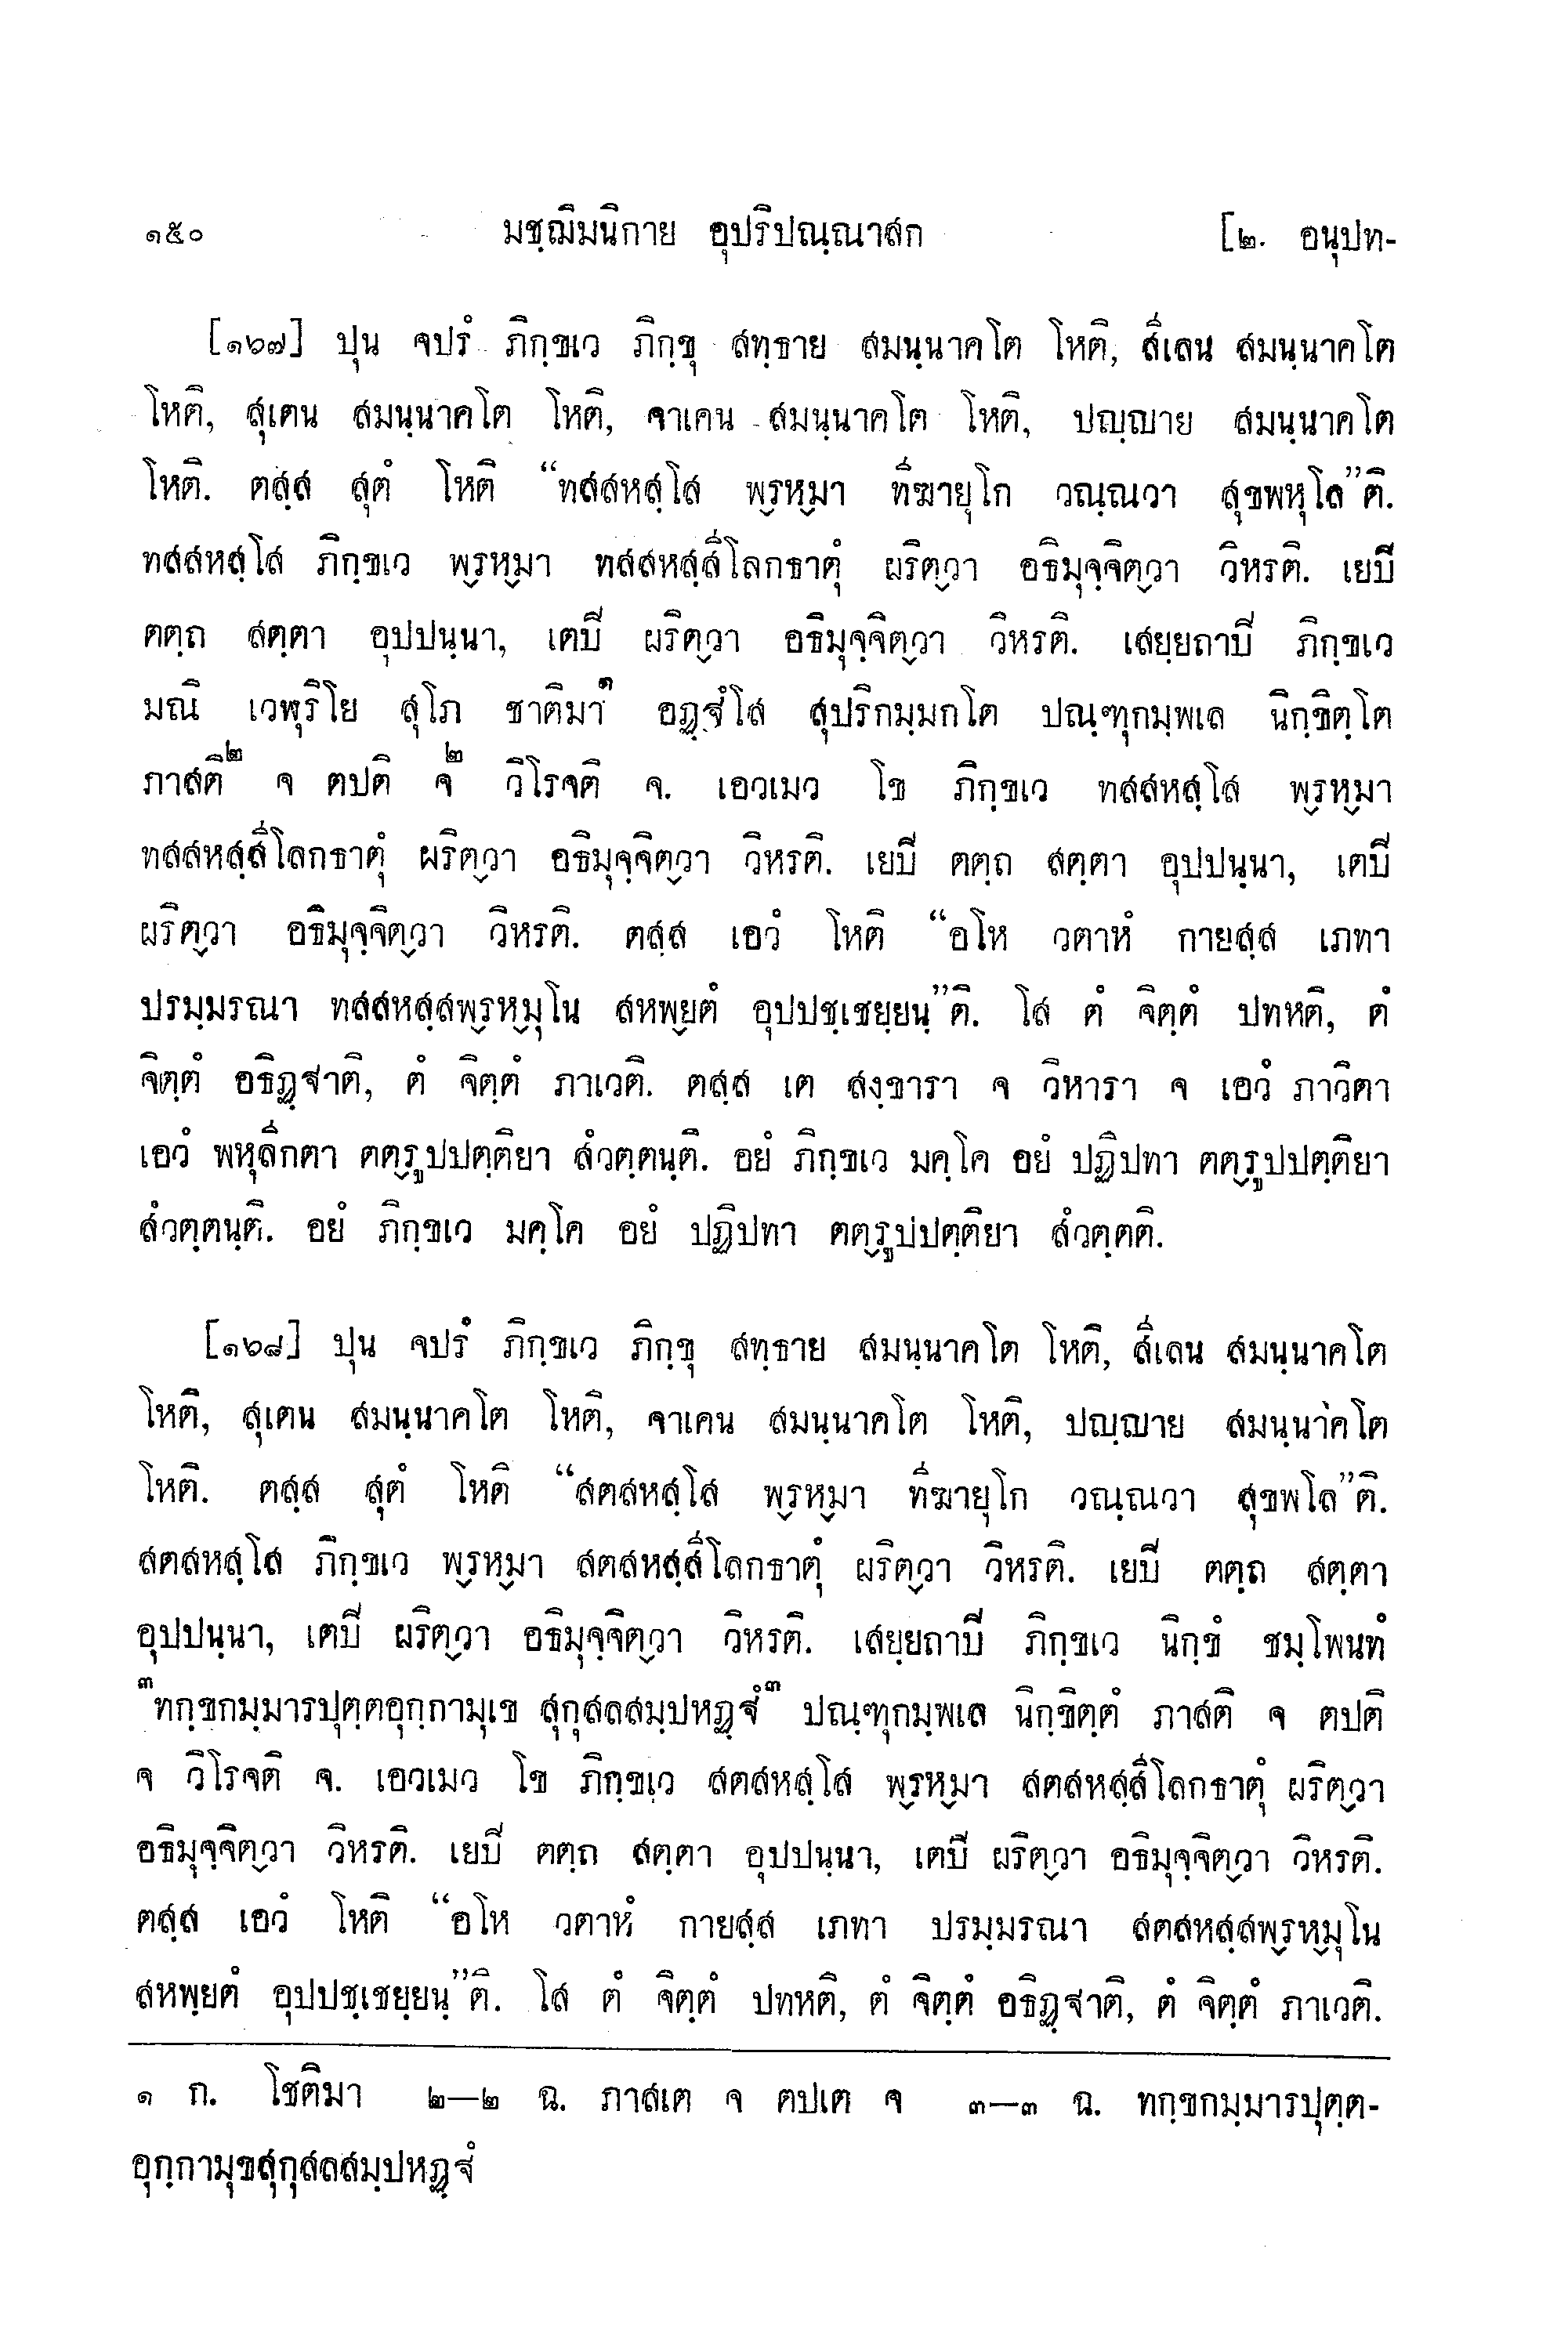 ๑๕๐ มชฺฌิมนิกาย อุปริปณฺณาสก [๒. อนุปท-
[๑๖๗] ปุน จปรํ ภิกฺขเว ภิกฺขุ สทฺธาย สมนฺนาคโต โหติ, สีเลน สมนฺนาคโต
โหติ, สุเตน สมนฺนาคโต โหติ, จาเคน สมนฺนาคโต โหติ, ปญฺญาย สมนฺนาคโต
โหติ. ตสฺส สุตํ โหติ “ทสสหสฺโส พฺรหฺมา ทีฆายุโก วณฺณวา สุขพหุโล”ติ.
ทสสหสฺโส ภิกฺขเว พฺรหฺมา ทสสหสฺสีโลกธาตุํ ผริตฺวา อธิมุจฺจิตฺวา วิหรติ. เยปี
ตตฺถ สตฺตา อุปฺปนฺนา, เตปี ผริตฺวา อธิมุจฺจิตฺวา วิหรติ. เสยฺยถาปี ภิกฺขเว
มณิ เวฬุริโย สุโภ ชาติมา๑ อฏฺฐํโส สุปริกมฺมกโต ปณฺฑุกมฺพเล นิกฺขิตฺโต
ภาสติ๒ จ ตปติ จ๒ วิโรจติ จ. เอวเมว โข ภิกฺขเว ทสสหสฺโส พฺรหฺมา
ทสสหสฺสีโลกธาตุํ ผริตฺวา อธิมุจฺจิตฺวา วิหรติ. เยปี ตตฺถ สตฺตา อุปฺปนฺนา, เตปี
ผริตฺวา อธิมุจฺจิตฺวา วิหรติ. ตสฺส เอวํ โหติ “อโห วตาหํ กายสฺส เภทา
ปรมฺมรณา ทสสหสฺสพฺรหฺมุโน สหพฺยตํ อุปปชฺเชยฺยนฺ”ติ. โส ตํ จิตฺตํ ปทหติ, ตํ
จิตฺตํ อธิฏฺฐาติ, ตํ จิตฺตํ ภาเวติ. ตสฺส เต สงฺขารา จ วิหารา จ เอวํ ภาวิตา
เอวํ พหุลีกตา ตตฺรูปปตฺติยา สํวตฺตนฺติ. อยํ ภิกฺขเว มคฺโค อยํ ปฏิปทา ตตฺรูปปตฺติยา
สํวตฺตนฺติ. อยํ ภิกฺขเว มคฺโค อยํ ปฏิปทา ตตฺรูปปตฺติยา สํวตฺตติ.
[๑๖๘] ปุน จปรํ ภิกฺขเว ภิกฺขุ สทฺธาย สมนฺนาคโต โหติ, สีเลน สมนฺนาคโต
โหติ, สุเตน สมนฺนาคโต โหติ, จาเคน สมนฺนาคโต โหติ, ปญฺญาย สมนฺนาคโต
โหติ. ตสฺส สุตํ โหติ “สตสหสฺโส พฺรหฺมา ทีฆายุโก วณฺณวา สุขพโล”ติ.
สตสหสฺโส ภิกฺขเว พฺรหฺมา สตสหสฺสีโลกธาตุํ ผริตฺวา วิหรติ. เยปี ตตฺถ สตฺตา
อุปปนฺนา, เตปี ผริตฺวา อธิมุจฺจิตฺวา วิหรติ. เสยฺยถาปี ภิกฺขเว นิกฺขํ ชมฺโพนทํ
๓ทกฺขกมฺมารปุตฺตอุกฺกามุเข สุกุสลสมฺปหฏฺฐํ๓ ปณฺฑุกมฺพเล นิกฺขิตฺตํ ภาสติ จ ตปติ
จ วิโรจติ จ. เอวเมว โข ภิกฺขเว สตสหสฺโส พฺรหฺมา สตสหสฺสีโลกธาตุํ ผริตฺวา
อธิมุจฺจิตฺวา วิหรติ. เยปี ตตฺถ สตฺตา อุปปนฺนา, เตปี ผริตฺวา อธิมุจฺจิตฺวา วิหรติ.
ตสฺส เอวํ โหติ “อโห วตาหํ กายสฺส เภทา ปรมฺมรณา สตสหสฺสพฺรหฺมุโน
สหพฺยตํ อุปปชฺเชยฺยนฺ”ติ. โส ตํ จิตฺตํ ปทหติ, ตํ จิตฺตํ อธิฏฺฐาติ, ตํ จิตฺตํ ภาเวติ.
๑ ก. โชติมา ๒—๒ ฉ. ภาสเต จ ตปเต จ ๓—๓ ฉ. ทกฺขกมฺมารปุตฺต-
อุกฺกามุขสุกุสลสมฺปหฏฺฐํ